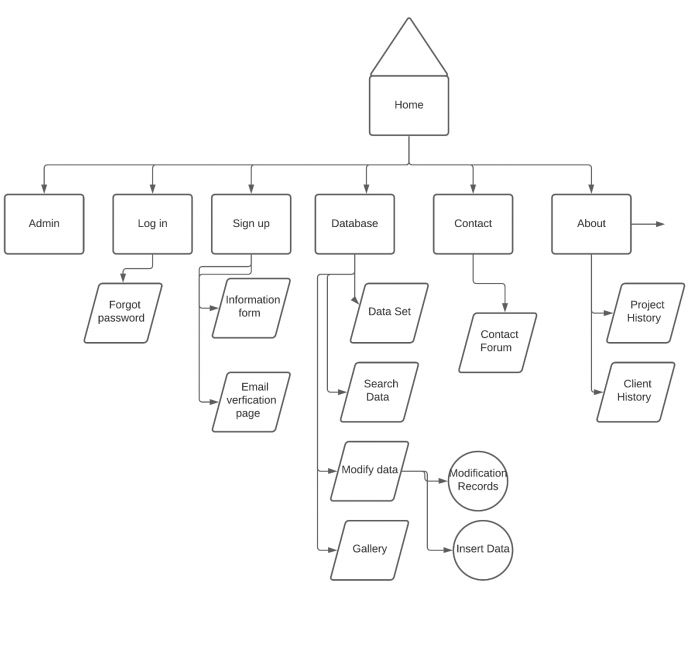 Home
Admin
Log in
Sign up
Database
Contact
About
Forgot
password
Information
form
Data Set
Contact
Forum
Project
History
Email
verfication
page
Search
Data
Client
History
Modify data
Modification
Records
Gallery
Insert Data